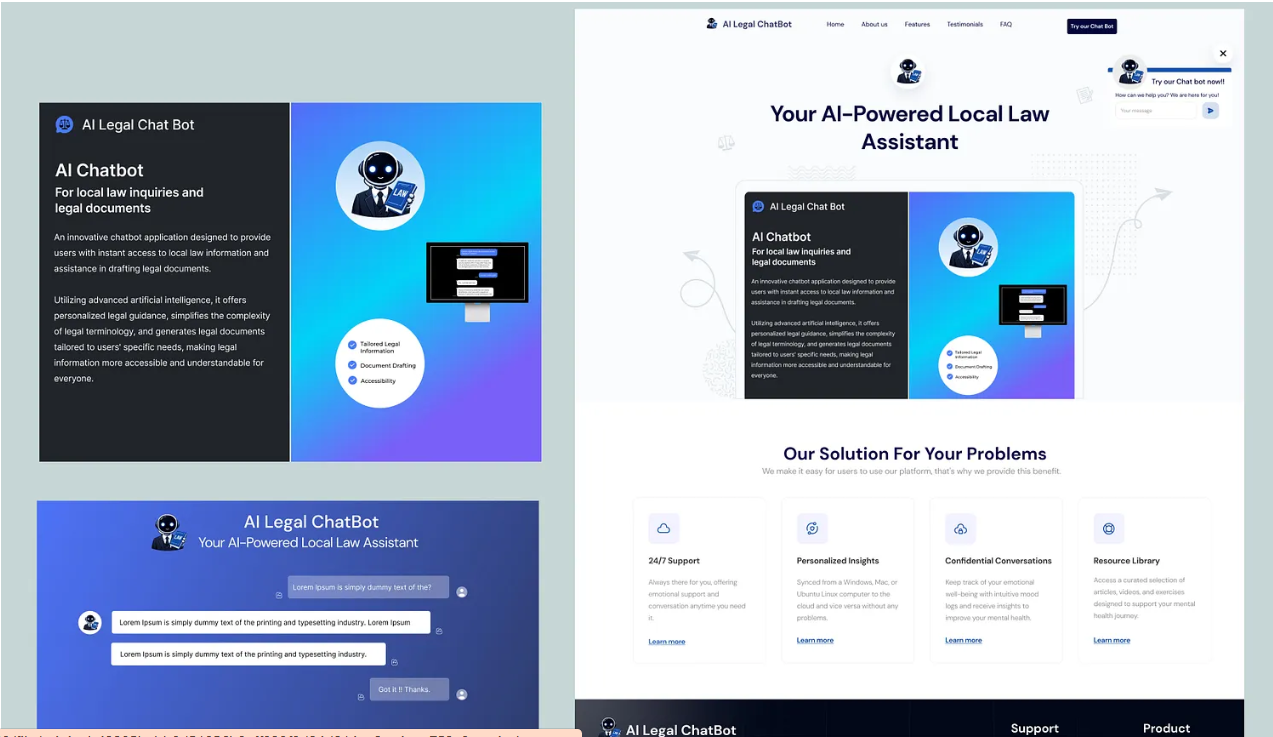 AI Legal Chat Bot
AI Chatbot
For local law inquiries and
legal documents
An innovative chatbot application designed to provide
users with instant access to local law information and
assistance in drafting legal documents.
Utilizing advanced artificial intelligence, it offers
personalized legal guidance, simplifies the complexity
of legal terminology, and generates legal documents
tailored to users' specific needs, making legal
information more accessible and understandable for
everyone.
LAW
Tailored Legal
Information
Document Drafting
Accessibility
AI Legal ChatBot
Your AI-Powered Local Law Assistant
Lorem Ipsum is simply dummy text of the?
Lorem Ipsum is simply dummy text of the printing and typesetting industry. Lorem Ipsum
Lorem Ipsum is simply dummy text of the printing and typesetting industry.
Got it !! Thanks.
AI Legal ChatBot
Home
About us
Features
Testimonials
FAQ
Try our Chat Bot
Try our Chat bot now!!
How can we help you? We are here for you!
Your message
Your AI-Powered Local Law
Assistant
AI Legal Chat Bot
AI Chatbot
For local law inquiries and
legal documents
An innovative chatbot application designed to provide
users with instant access to local law information and
assistance in drafting legal documents.
Utilizing advanced artificial intelligence, it offers
personalized legal guidance, simplifies the complexity
of legal terminology, and generates legal documents
tailored to users' specific needs, making legal
information more accessible and understandable for
everyone.
LAW
Tailored Legal
Information
Document Drafting
Accessibility
Our Solution For Your Problems
We make it easy for users to use our platform, that's why we provide this benefit.
24/7 Support
Always there for you, offering
emotional support and
conversation anytime you need
it.
Learn more
Personalized Insights
Synced from a Windows, Mac, or
Ubuntu Linux computer to the
cloud and vice versa without any
problems.
Learn more
Confidential Conversations
Keep track of your emotional
well-being with intuitive mood
logs and receive insights to
improve your mental health.
Learn more
Resource Library
Access a curated selection of
articles, videos, and exercises
designed to support your mental
health journey.
Learn more
AI Legal ChatBot
Support
Product